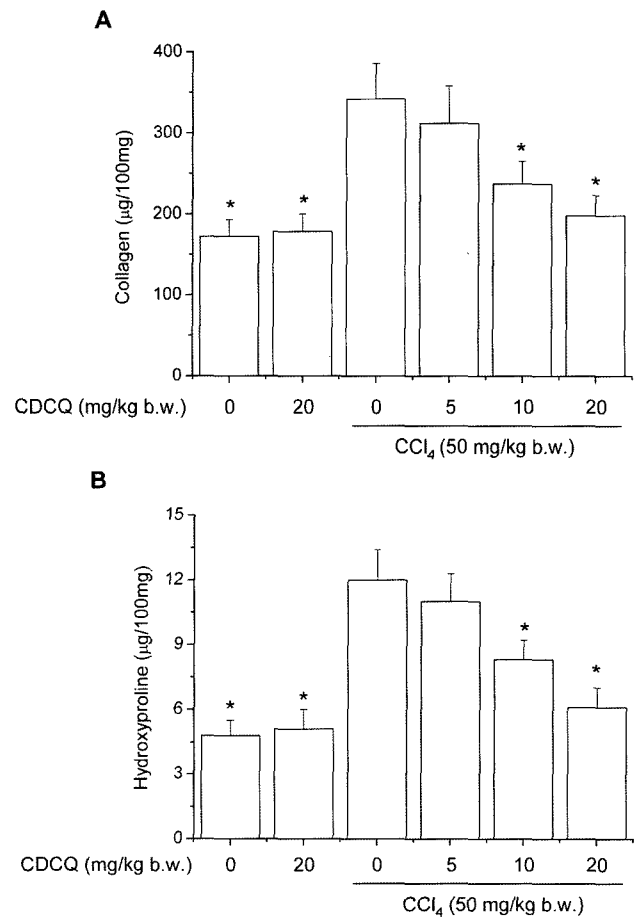 A
400
300
200
100
0
Collagen (μg/100mg)
* * * *
CDCQ (mg/kg b.w.) 0 20 0 5 10 20
CCl₄ (50 mg/kg b.w.)
B
15
12
9
6
3
0
Hydroxyproline (μg/100mg)
* * * *
CDCQ (mg/kg b.w.) 0 20 0 5 10 20
CCl₄ (50 mg/kg b.w.)